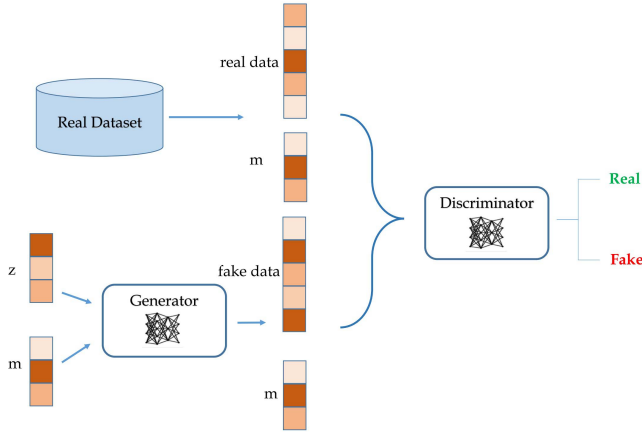 real data
Real Dataset
m
Real
Discriminator
Fake
z
fake data
Generator
m
m